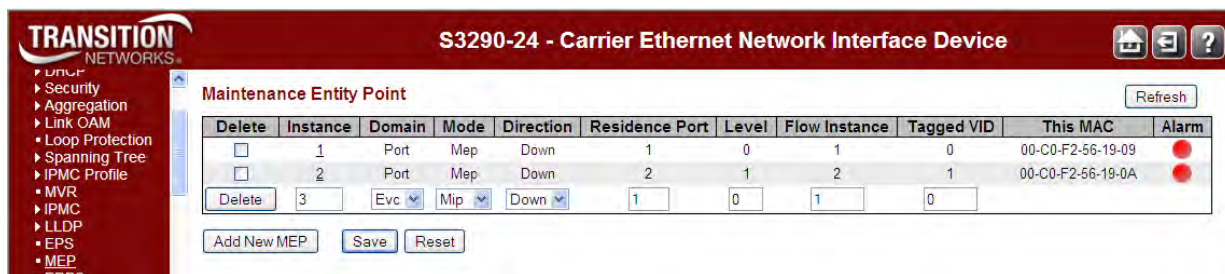 TRANSITION
NETWORKS®
S3290-24 - Carrier Ethernet Network Interface Device
DHCP
Security
Aggregation
Link OAM
Loop Protection
Spanning Tree
IPMC Profile
MVR
IPMC
LLDP
EPS
MEP
Maintenance Entity Point
Refresh
Delete Instance Domain Mode Direction Residence Port Level Flow Instance Tagged VID This MAC Alarm
1 Port Mep Down 1 0 1 0 00-C0-F2-56-19-09
2 Port Mep Down 2 1 2 1 00-C0-F2-56-19-0A
Delete 3 Evc Mip Down 1 0 1 0
Add New MEP Save Reset